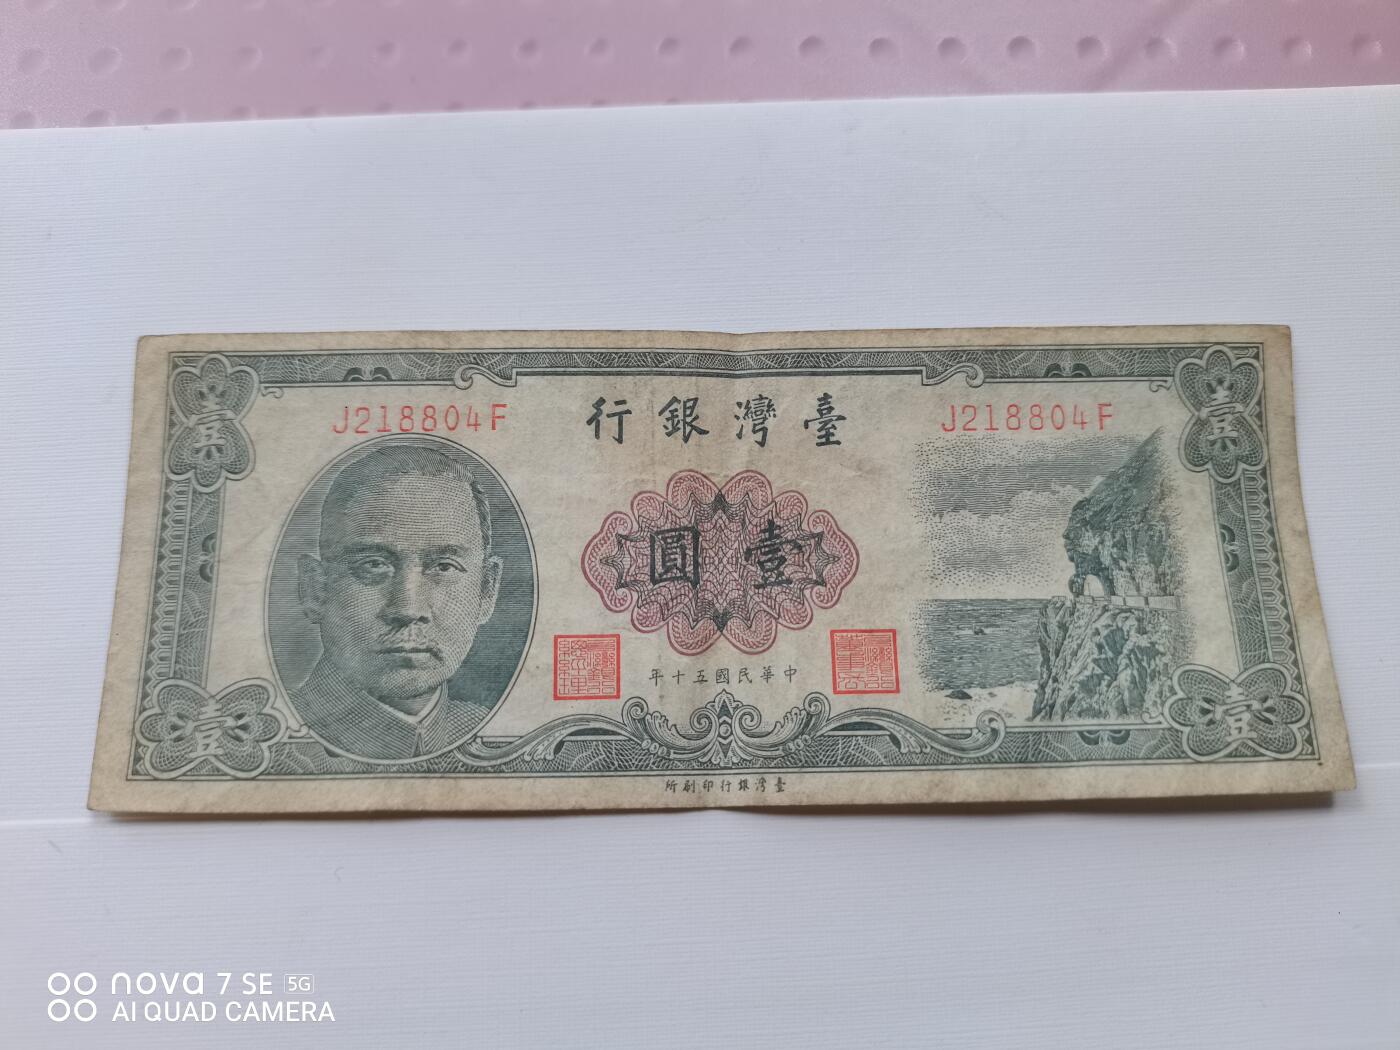 臺灣銀行
J218804F
J218804F
壹
壹
壹圓
中華民國五十年
壹
壹
臺灣銀行印刷所
nova 7 SE 5G
AI QUAD CAMERA